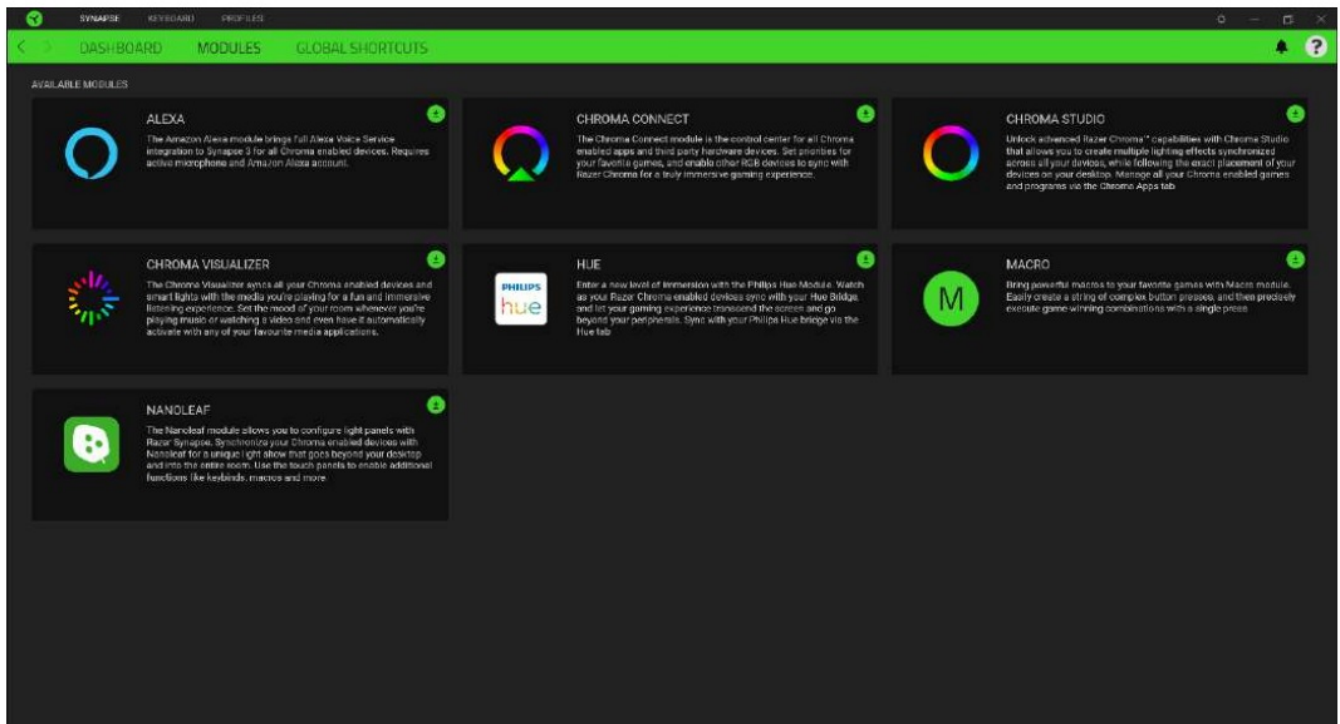 SYNAPSE KEYBOARD PROFILES
DASHBOARD MODULES GLOBAL SHORTCUTS
?
AVAILABLE MODULES
ALEXA
The Amazon Alexa module brings full Alexa Voice Service
integration to Synapse 3 for all Chroma enabled devices. Requires
active microphone and Amazon Alexa account.
CHROMA CONNECT
The Chroma Connect module is the control center for all Chroma
enabled apps and third party hardware devices. Set priorities for
your favorite games, and enable other RGB devices to sync with
Razer Chroma for a truly immersive gaming experience.
CHROMA STUDIO
Unlock advanced Razer Chroma™ capabilities with Chroma Studio
that allows you to create multiple lighting effects synchronized
across all your devices, while following the exact placement of your
devices on your desktop. Manage all your Chroma enabled games
and programs via the Chroma Apps tab
CHROMA VISUALIZER
The Chroma Visualizer syncs all your Chroma enabled devices and
smart lights with the media you're playing for a fun and immersive
listening experience. Set the mood of your room whenever you're
playing music or watching a video and even have it automatically
activate with any of your favourite media applications.
PHILIPS
hue
HUE
Enter a new level of immersion with the Philips Hue Module. Watch
as your Razer Chroma enabled devices sync with your Hue Bridge,
and let your gaming experience transcend the screen and go
beyond your peripherals. Sync with your Philips Hue bridge via the
Hue tab
M
MACRO
Bring powerful macros to your favorite games with Macro module.
Easily create a string of complex button presses, and then precisely
execute game winning combinations with a single press
NANOLEAF
The Nanoleaf module allows you to configure light panels with
Razer Synapse. Synchronize your Chroma enabled devices with
Nanoleaf for a unique light show that goes beyond your desktop
and into the entire room. Use the touch panels to enable additional
functions like keybinds, macros and more